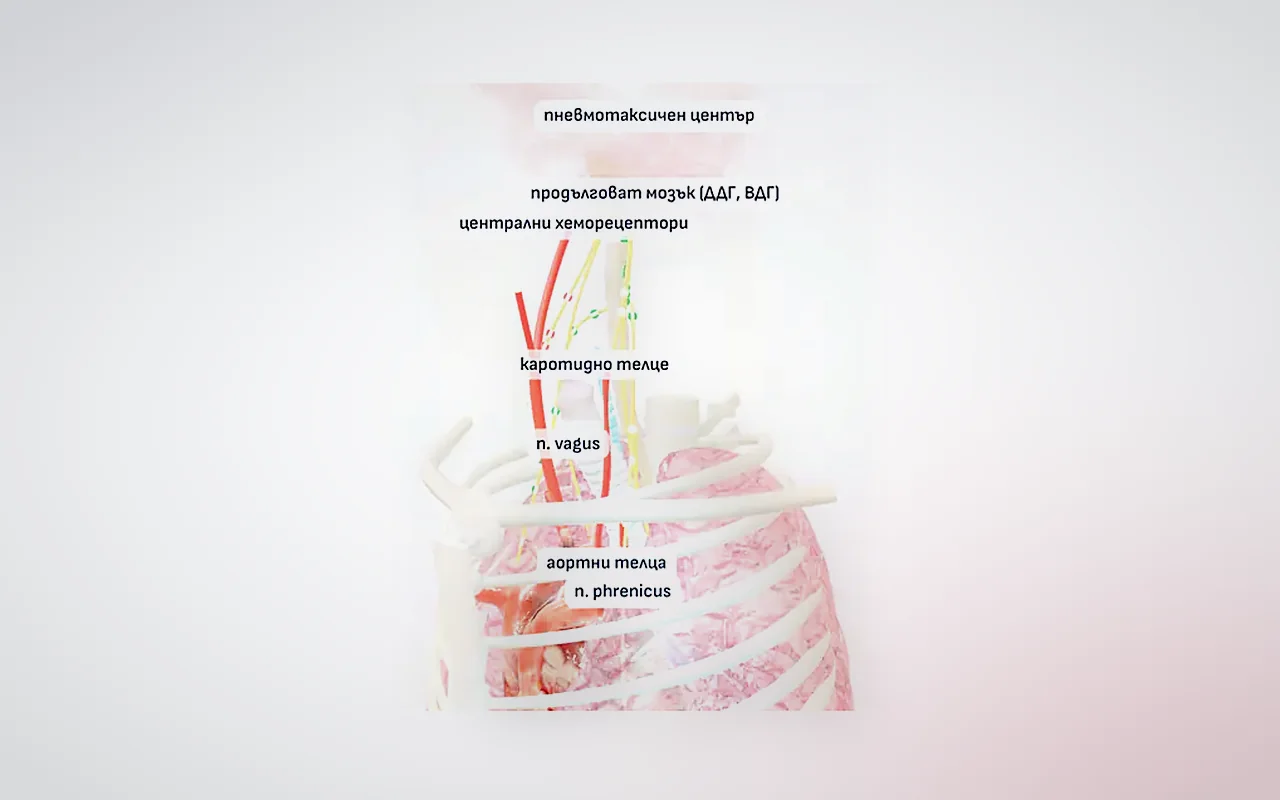 пневмотаксичен център
продълговат мозък (ДДГ, ВДГ)
централни хеморецептори
каротидно телце
n. vagus
аортни телца
n. phrenicus